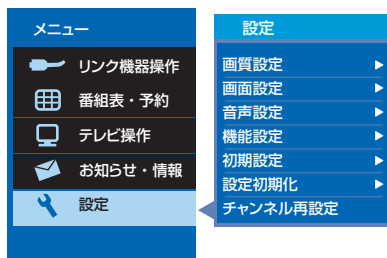 メニュー
リンク機器操作
番組表・予約
テレビ操作
お知らせ・情報
設定
設定
画質設定
画面設定
音声設定
機能設定
初期設定
設定初期化
チャンネル再設定